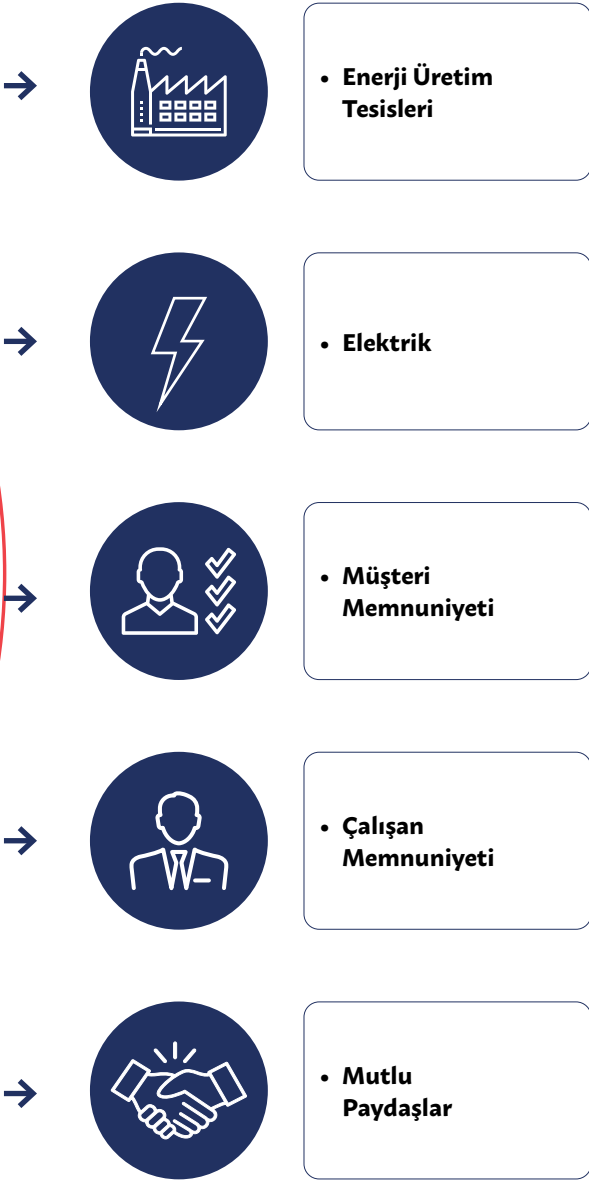 • Enerji Üretim
Tesisleri
• Elektrik
• Müşteri
Memnuniyeti
• Çalışan
Memnuniyeti
• Mutlu
Paydaşlar